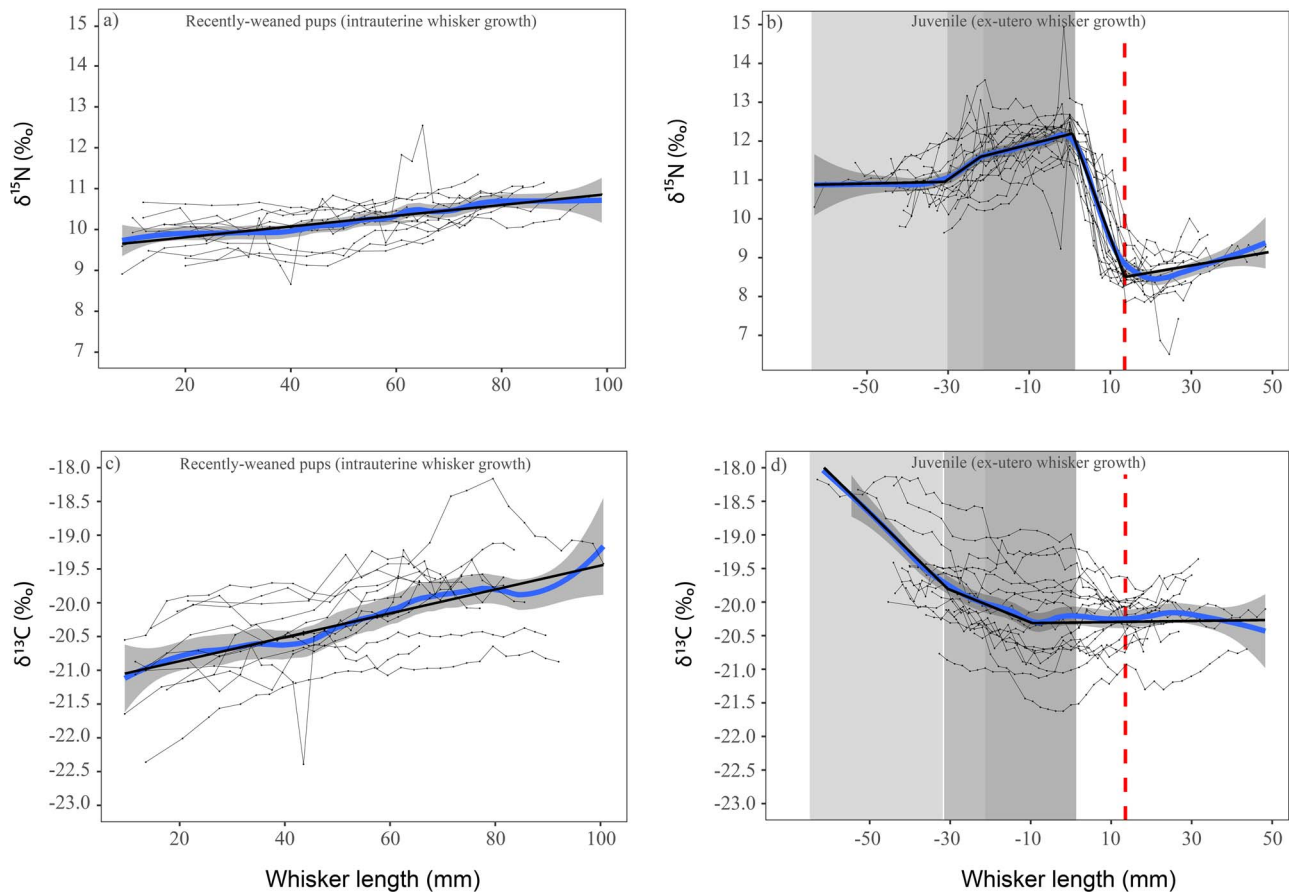 a) Recently-weaned pups (intrauterine whisker growth)
15
14
13
12
11
10
9
8
7
δ¹⁵N (‰)
20 40 60 80 100
b) Juvenile (ex-utero whisker growth)
15
14
13
12
11
10
9
8
7
δ¹⁵N (‰)
-50 -30 -10 10 30 50
c) Recently-weaned pups (intrauterine whisker growth)
-18.0
-18.5
-19.0
-19.5
-20.0
-20.5
-21.0
-21.5
-22.0
-22.5
-23.0
δ¹³C (‰)
20 40 60 80 100
Whisker length (mm)
d) Juvenile (ex-utero whisker growth)
-18.0
-18.5
-19.0
-19.5
-20.0
-20.5
-21.0
-21.5
-22.0
-22.5
-23.0
δ¹³C (‰)
-50 -30 -10 10 30 50
Whisker length (mm)